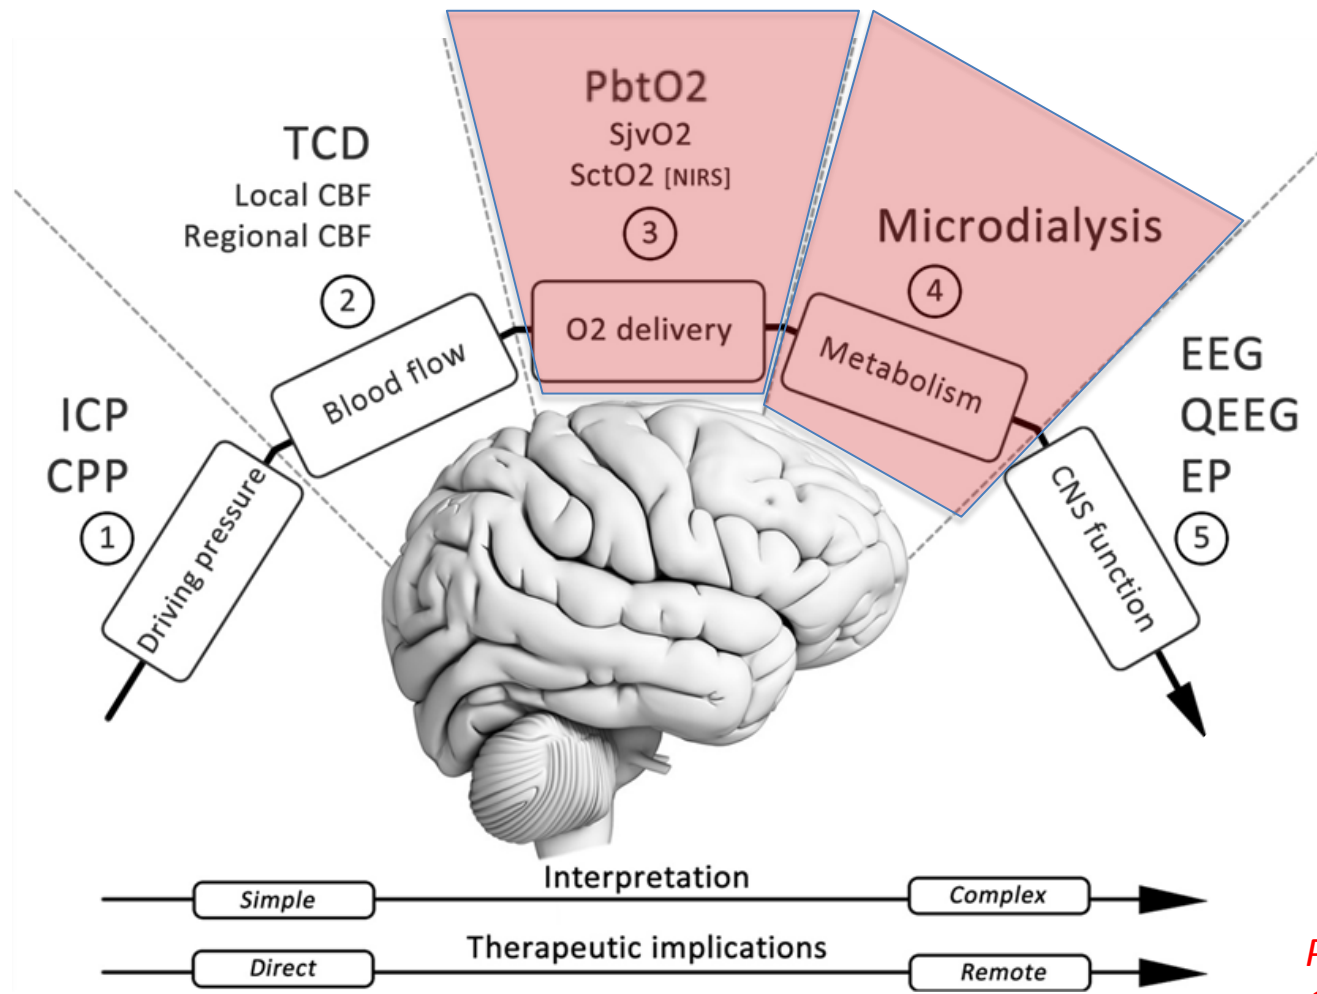 ICP
CPP
1
Driving pressure
TCD
Local CBF
Regional CBF
2
Blood flow
PbtO2
SjvO2
SctO2 [NIRS]
3
O2 delivery
Microdialysis
4
Metabolism
EEG
QEEG
EP
5
CNS function
Interpretation
Simple
Complex
Therapeutic implications
Direct
Remote